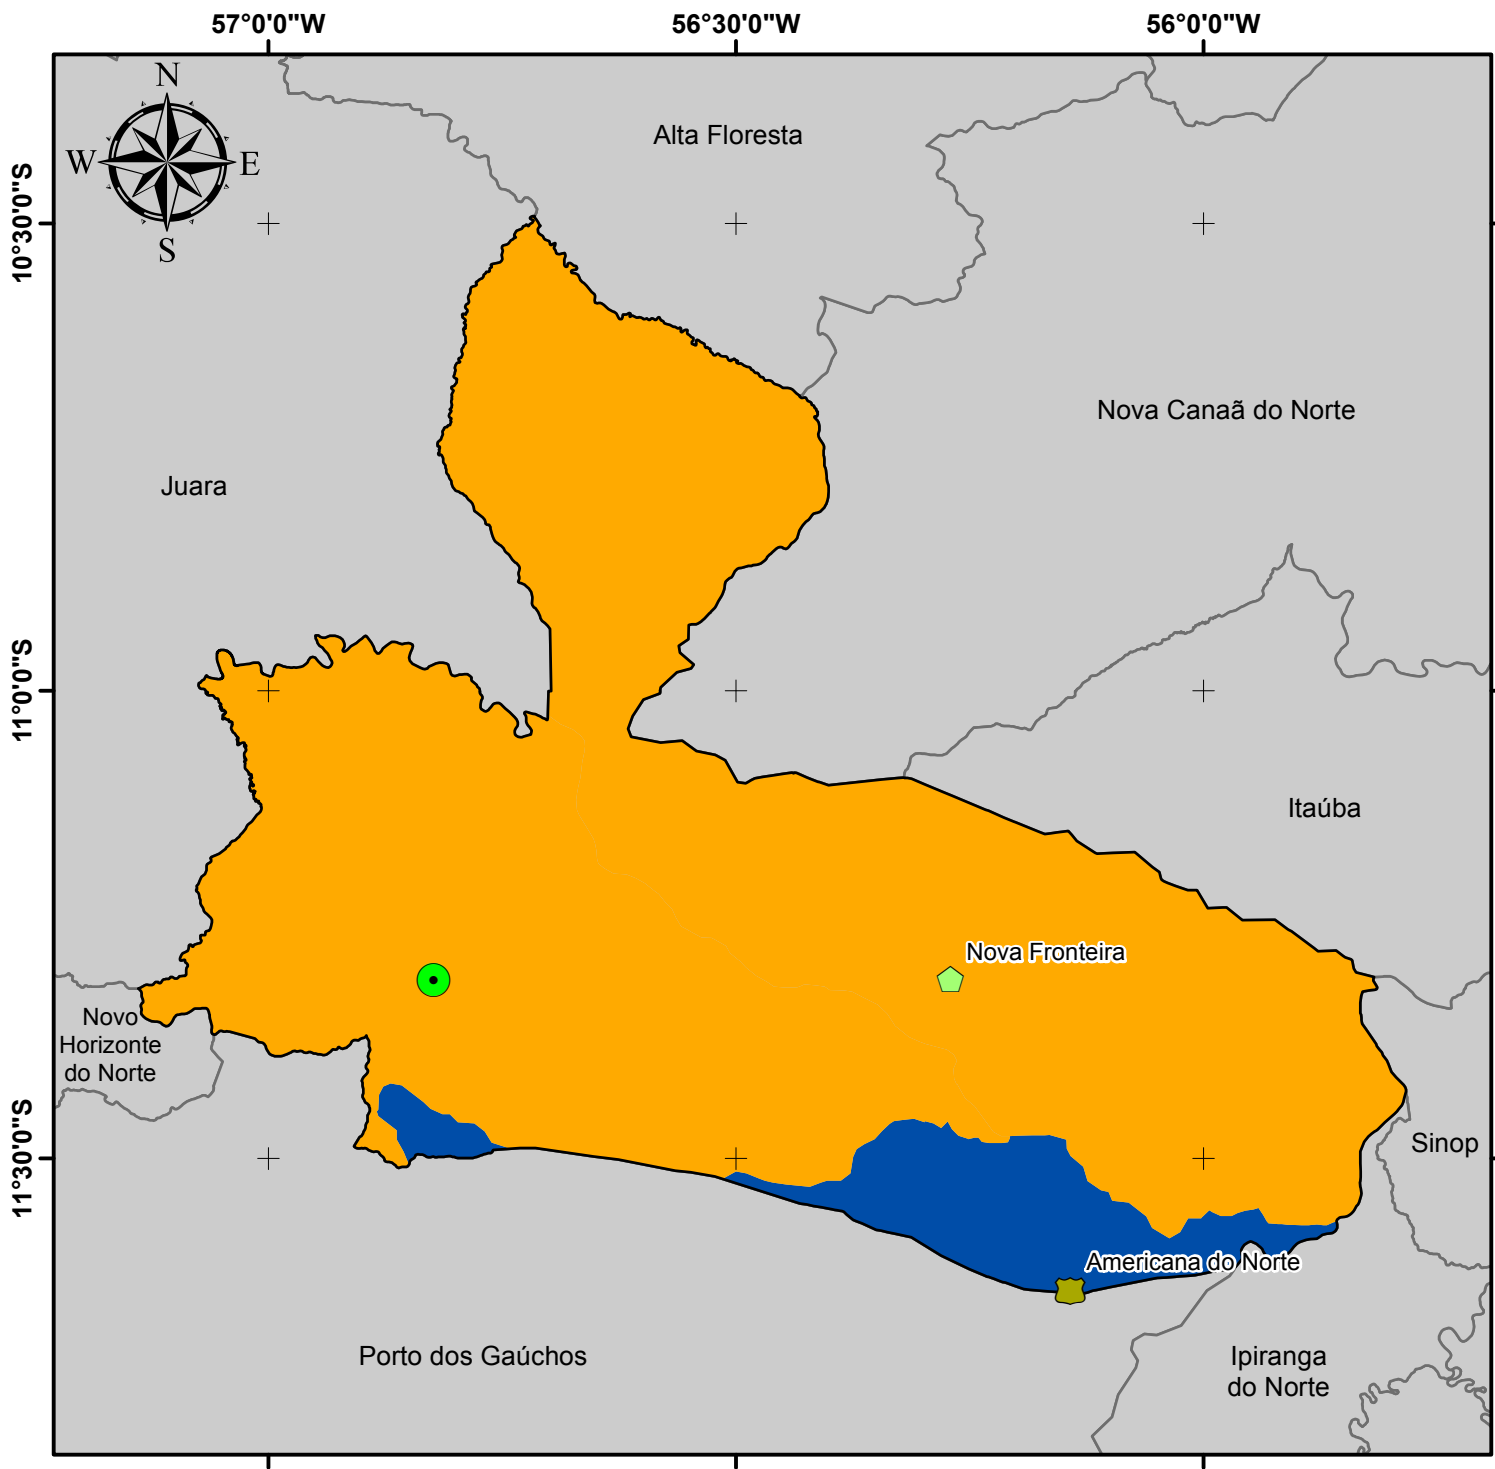 57°0'0"W
56°30'0"W
56°0'0"W
N
W
E
S
10°30'0"S
11°0'0"S
11°30'0"S
Alta Floresta
Nova Canaã do Norte
Juara
Itaúba
Nova Fronteira
Novo
Horizonte
do Norte
Sinop
Americana do Norte
Porto dos Gaúchos
Ipiranga
do Norte